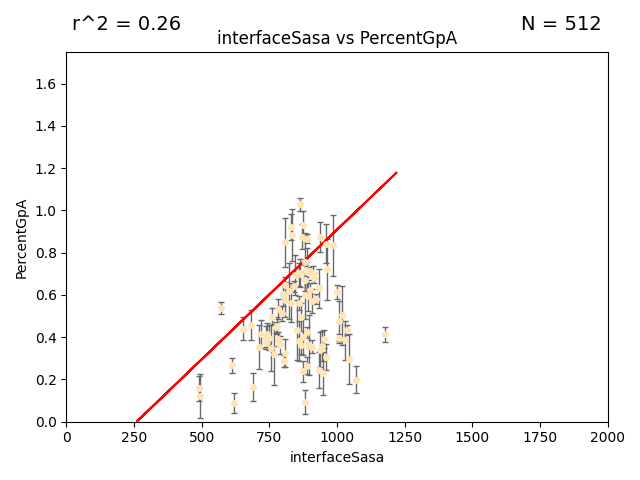 r^2 = 0.26 N = 512
interfaceSasa vs PercentGpA
1.6
1.4
1.2
1.0
0.8
0.6
0.4
0.2
0.0
PercentGpA
0 250 500 750 1000 1250 1500 1750 2000
interfaceSasa